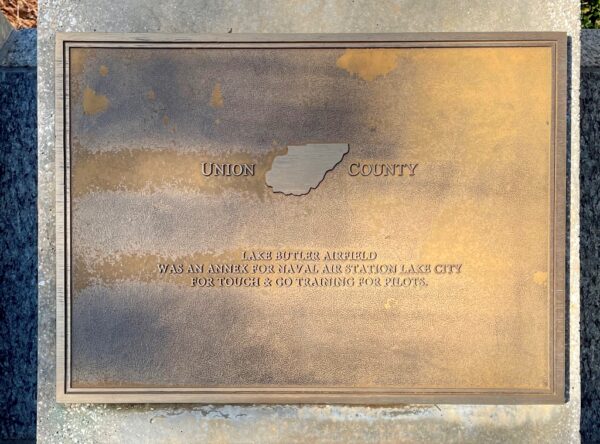 UNION COUNTY
LAKE BUTLER AIRFIELD
WAS AN ANNEX FOR NAVAL AIR STATION LAKE CITY
FOR TOUCH & GO TRAINING FOR PILOTS.